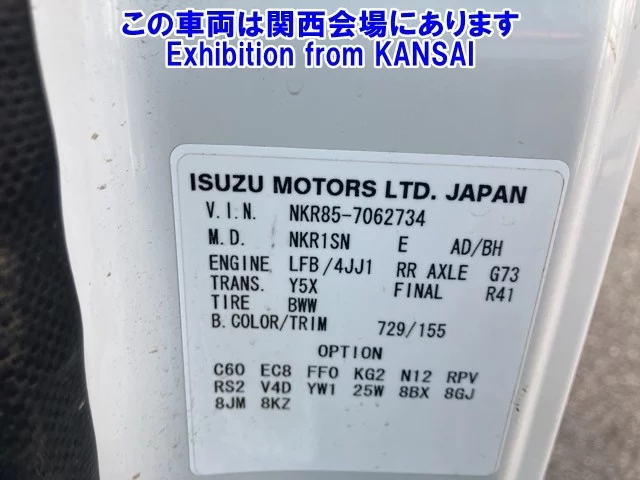 この車両は関西会場にあります
Exhibition from KANSAI
ISUZU MOTORS LTD. JAPAN
V.I.N. NKR85-7062734
M.D. NKR1SN E AD/BH
ENGINE LFB/4JJ1 RR AXLE G73
TRANS. Y5X FINAL R41
TIRE BWW
B.COLOR/TRIM 729/155
OPTION
C60 EC8 FF0 KG2 N12 RPV
RS2 V4D YW1 25W 8BX 8GJ
8JM 8KZ